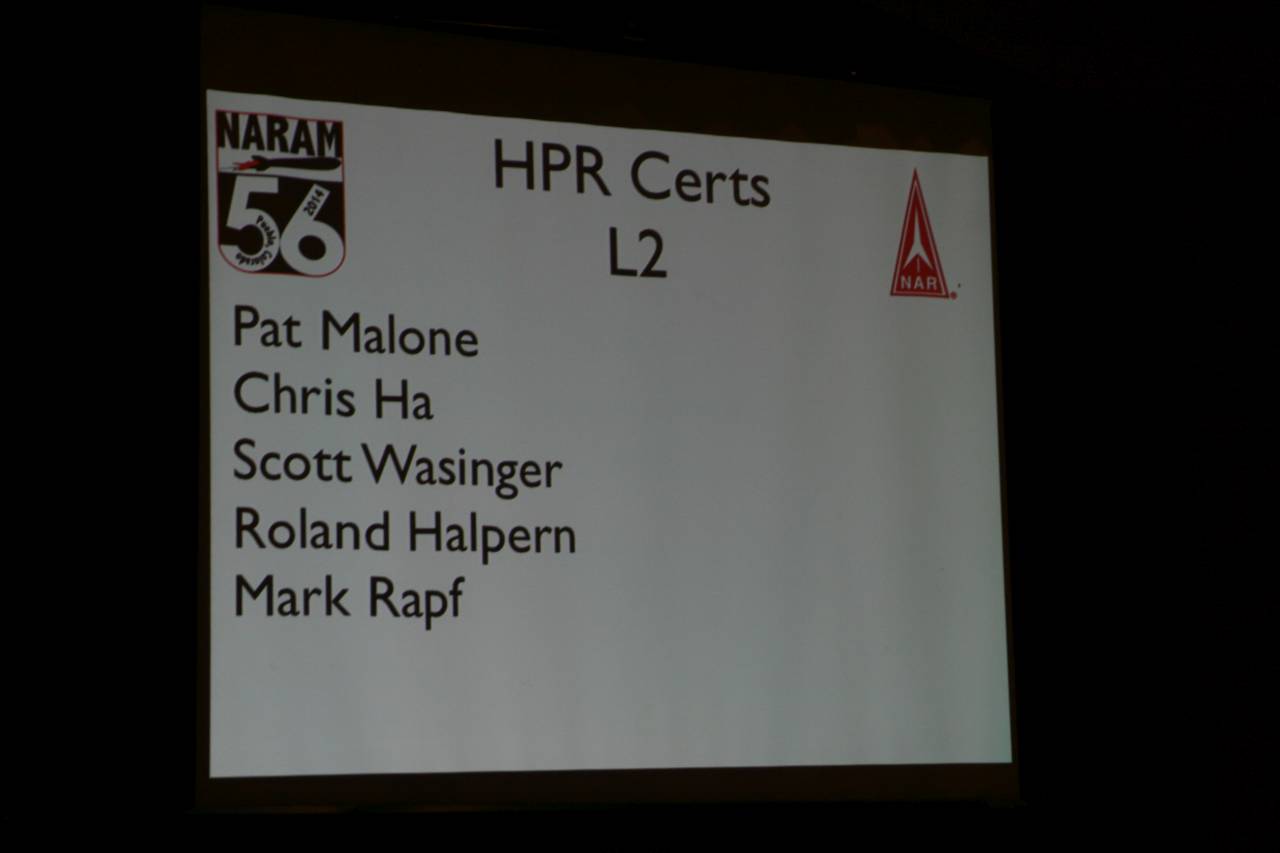 NARAM
56
2014
Pueblo, Colorado
HPR Certs
L2
NAR
Pat Malone
Chris Ha
Scott Wasinger
Roland Halpern
Mark Rapf